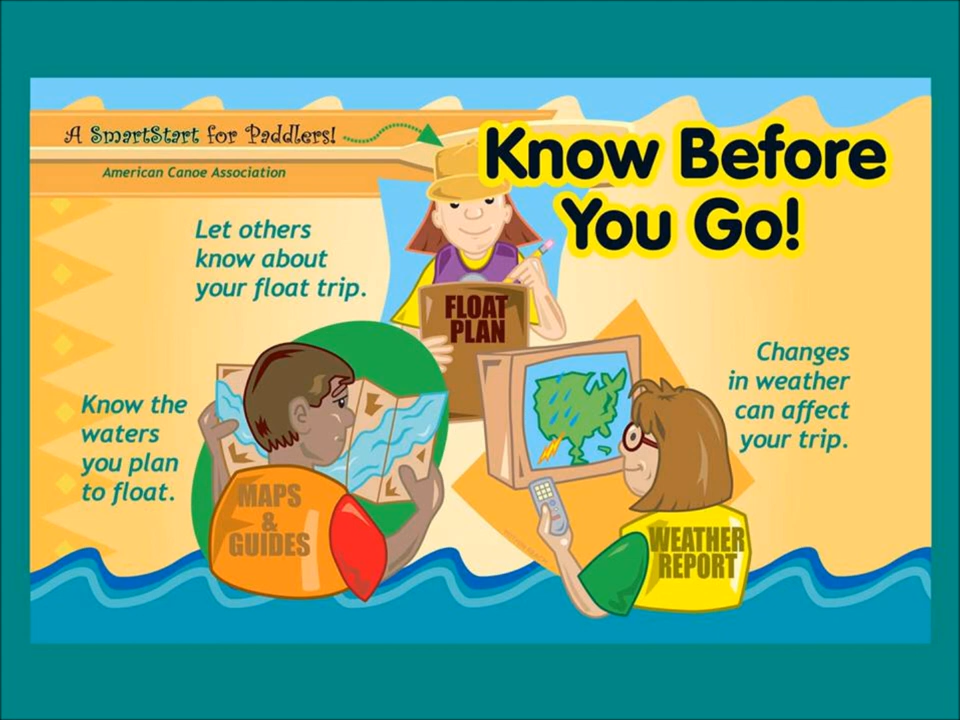 A SmartStart for Paddlers!
American Canoe Association
Know Before
You Go!
Let others
know about
your float trip.
FLOAT
PLAN
Changes
in weather
can affect
your trip.
Know the
waters
you plan
to float.
MAPS
&
GUIDES
WEATHER
REPORT